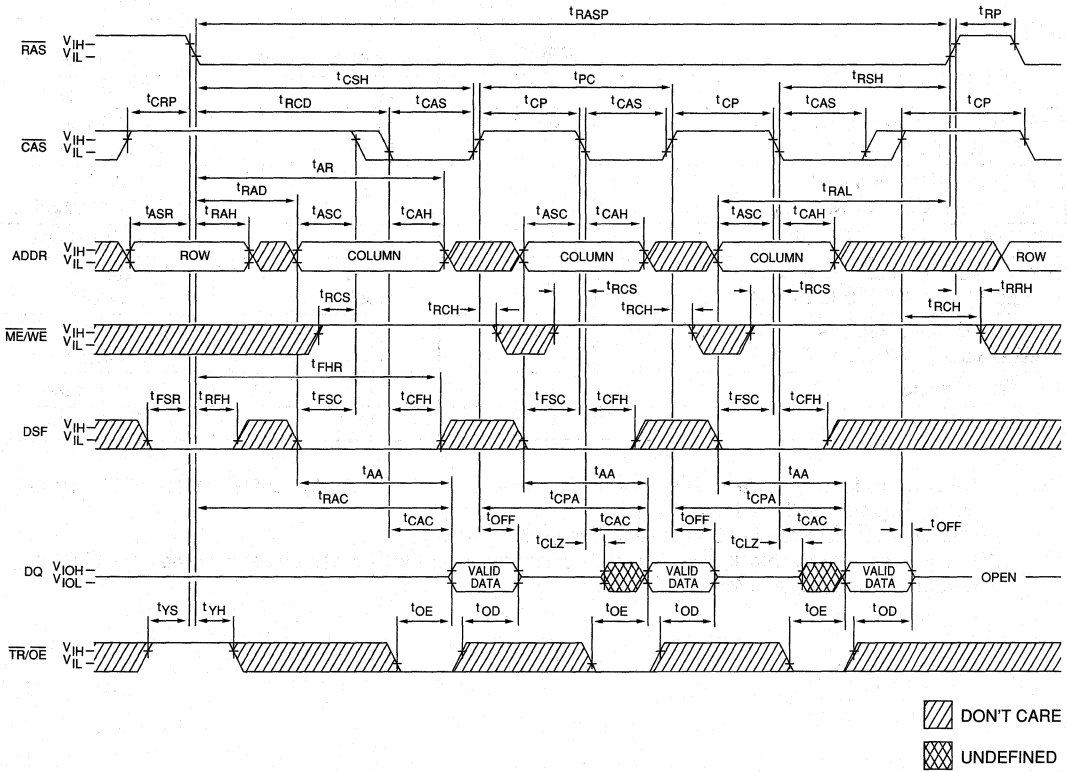 tRASP tRP
RAS VIH
VIL
tCSH tPC tRSH
tCRP tRCD tCAS tCP tCAS tCP tCAS tCP
CAS VIH
VIL
tAR
tRAD tRAL
tASR tRAH tASC tCAH tASC tCAH tASC tCAH
ADDR VIH
VIL
ROW COLUMN COLUMN COLUMN ROW
tRCS tRCH tRCS tRCH tRCS tRCH tRRH
ME/WE VIH
VIL
tFHR
tFSR tRFH tFSC tCFH tFSC tCFH tFSC tCFH
DSF VIH
VIL
tAA tAA tAA
tRAC tCPA tCPA
tCAC tOFF tCAC tOFF tCAC tOFF
tCLZ tCLZ
DQ VIOH
VIOL
VALID DATA VALID DATA VALID DATA OPEN
tYS tYH tOE tOD tOE tOD tOE tOD
TR/OE VIH
VIL
DON'T CARE
UNDEFINED